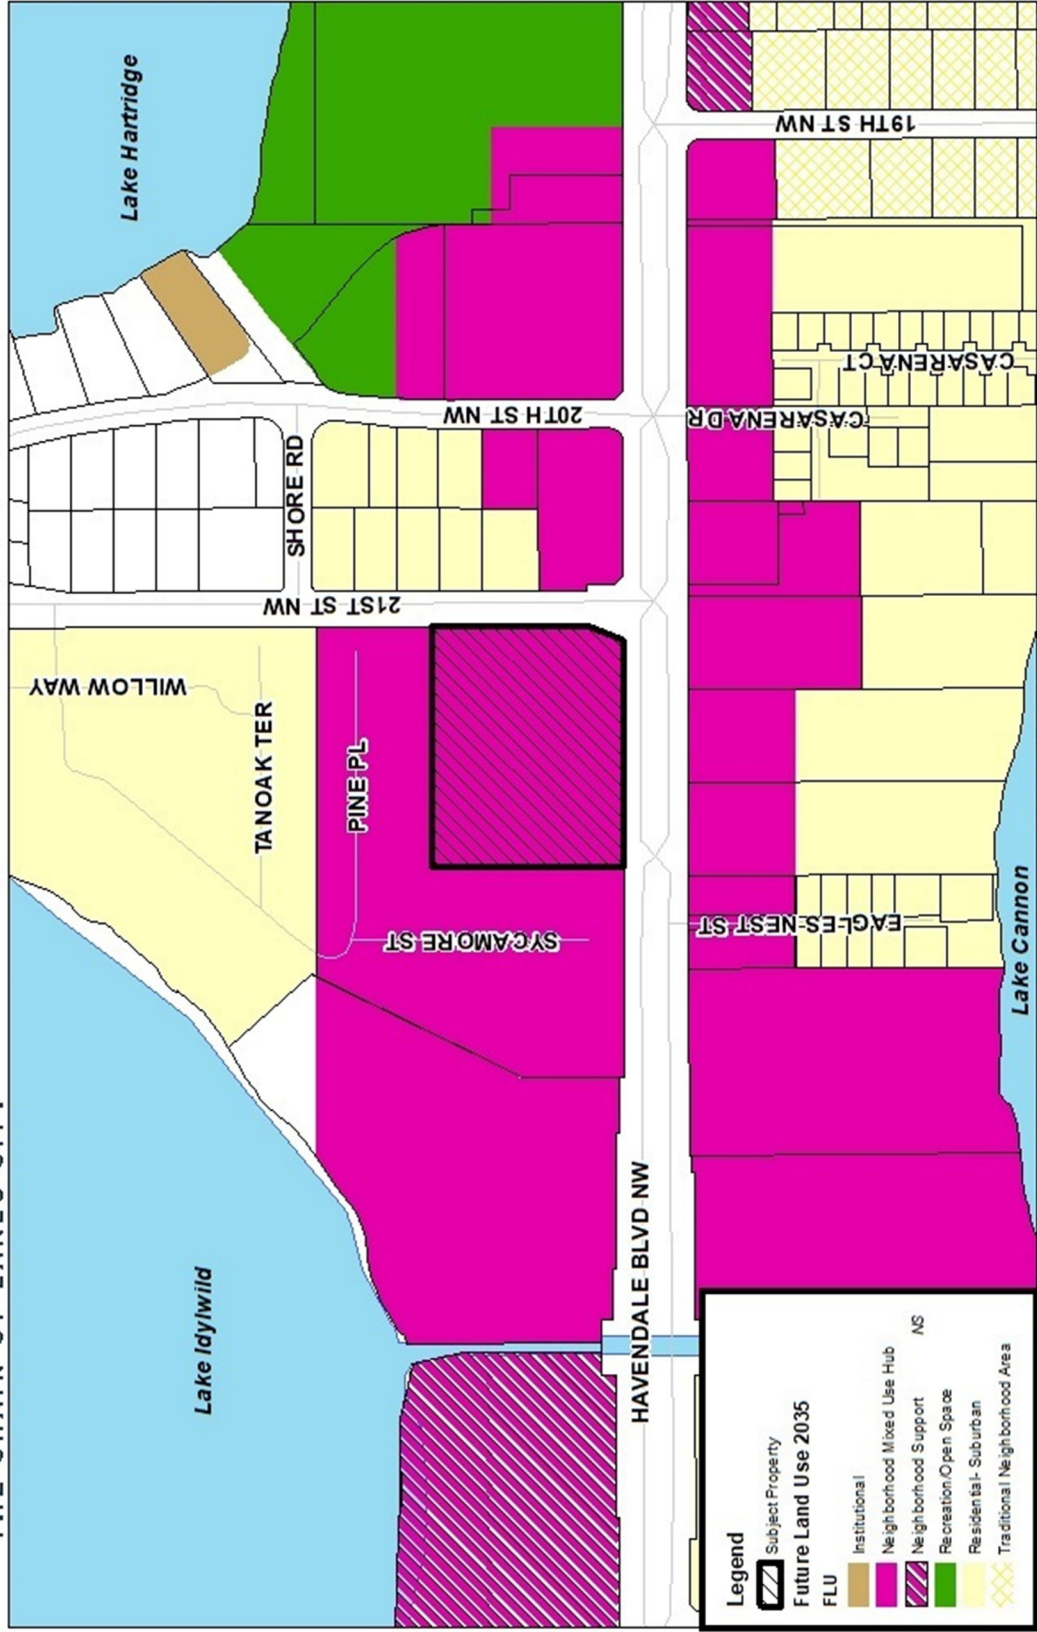 Lake Hartridge
19TH ST NW
CASARENA CT
CASARENA DR
20TH ST NW
SHORE RD
21ST ST NW
WILLOW WAY
TANOAK TER
PINE PL
SYCAMORE ST
EAGLES NEST ST
Lake Cannon
Lake Idylwild
HAVENDALE BLVD NW
Legend
Subject Property
Future Land Use 2035
FLU
Institutional
Neighborhood Mixed Use Hub
Neighborhood Support NS
Recreation/Open Space
Residential- Suburban
Traditional Neighborhood Area